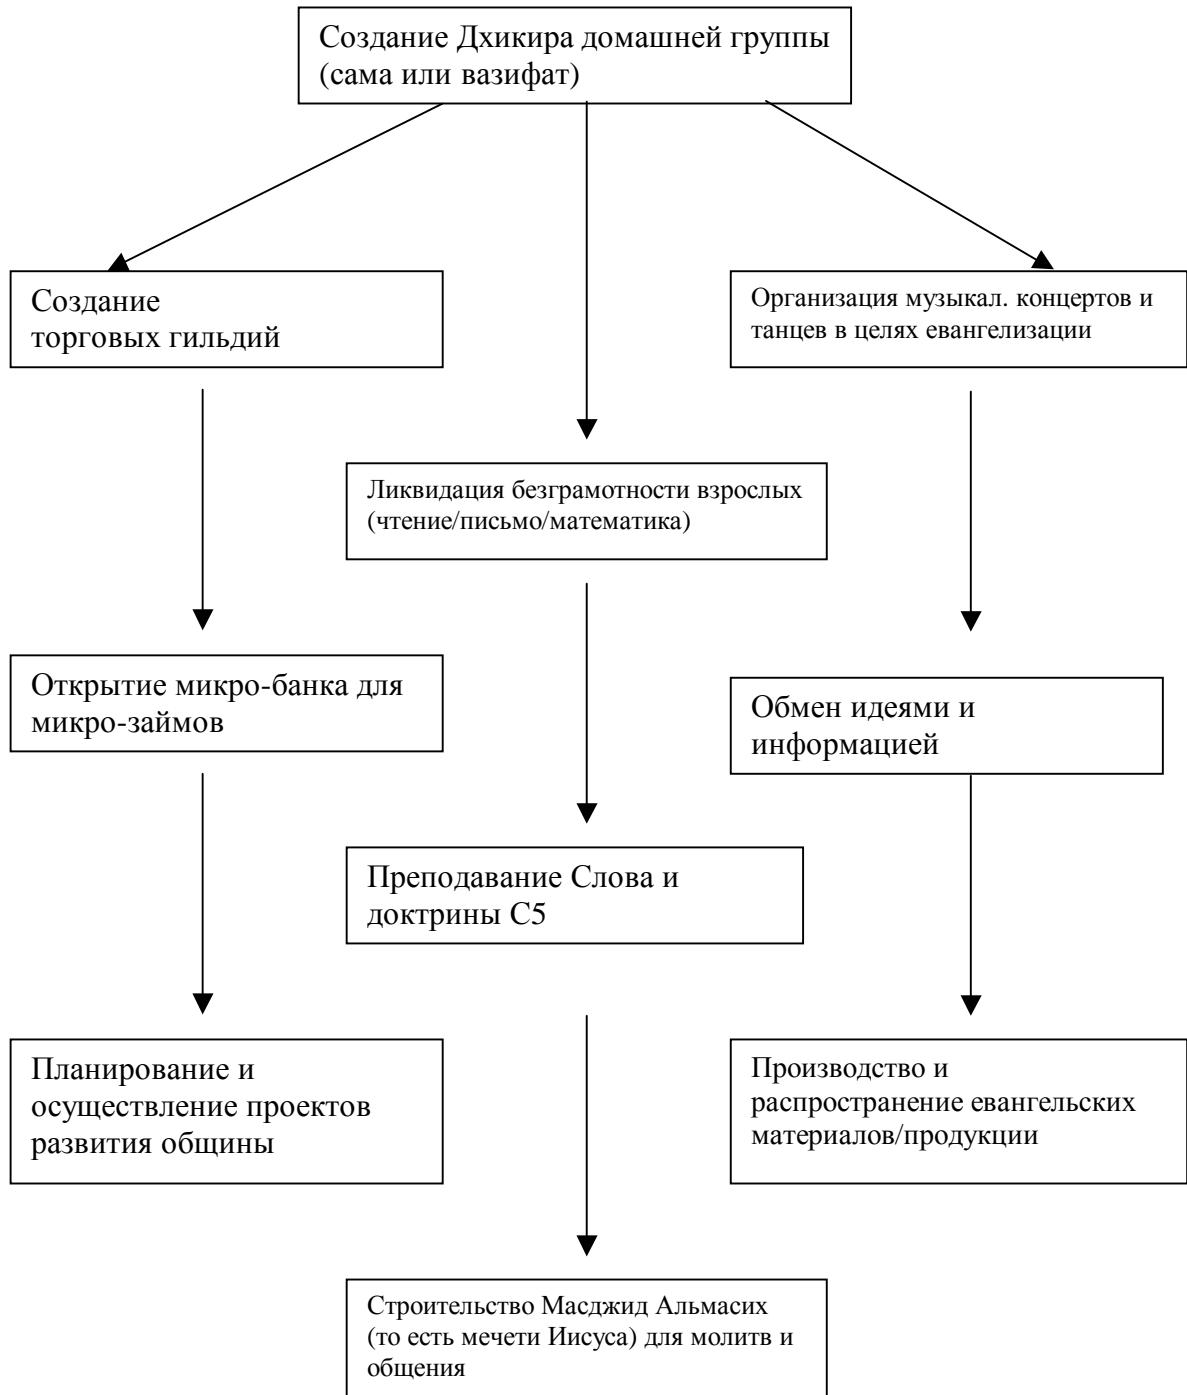 Создание Дхикира домашней группы
(сама или вазифат)
Создание
торговых гильдий
Организация музыкал. концертов и
танцев в целях евангелизации
Ликвидация безграмотности взрослых
(чтение/письмо/математика)
Открытие микро-банка для
микро-займов
Обмен идеями и
информацией
Преподавание Слова и
доктрины С5
Планирование и
осуществление проектов
развития общины
Производство и
распространение евангельских
материалов/продукции
Строительство Масджид Альмасих
(то есть мечети Иисуса) для молитв и
общения